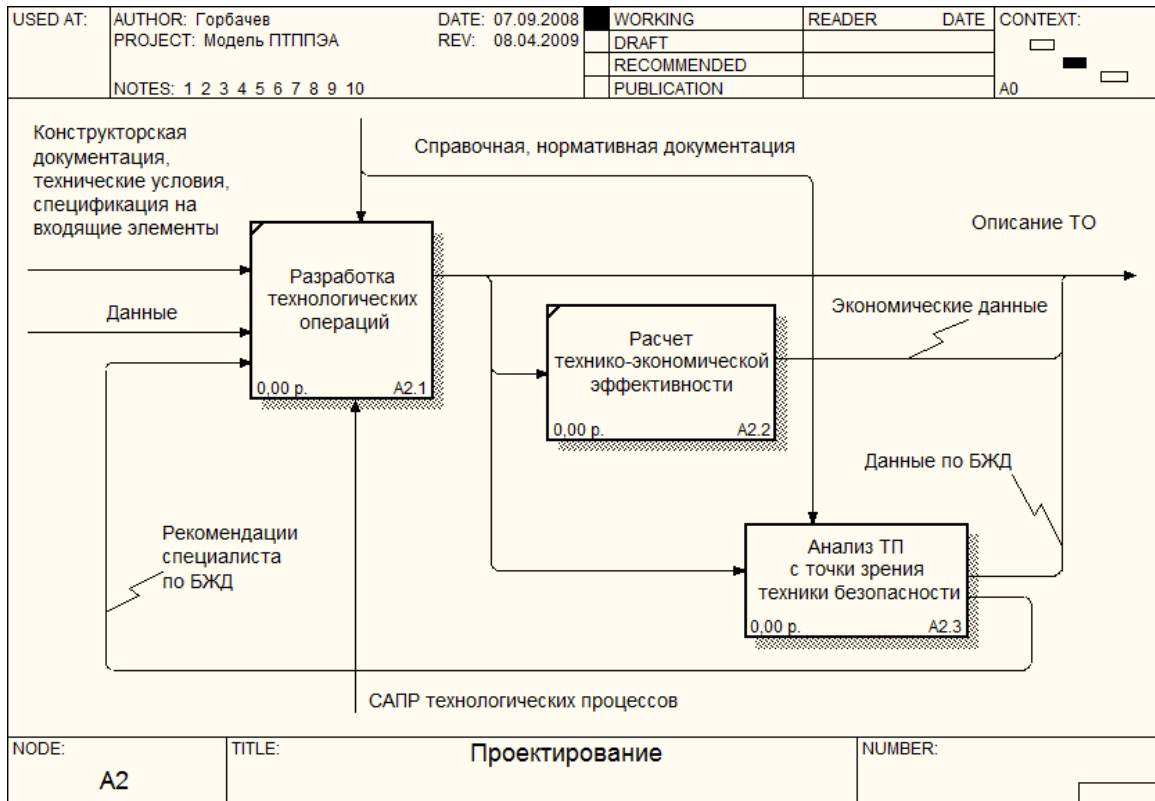 USED AT:
AUTHOR: Горбачев
DATE: 07.09.2008
PROJECT: Модель ПТППЭА
REV: 08.04.2009
NOTES: 1 2 3 4 5 6 7 8 9 10
WORKING
DRAFT
RECOMMENDED
PUBLICATION
READER DATE
CONTEXT:
A0
Конструкторская
документация,
технические условия,
спецификация на
входящие элементы
Справочная, нормативная документация
Описание ТО
Разработка
технологических
операций
0,00 р. A2.1
Данные
Экономические данные
Расчет
технико-экономической
эффективности
0,00 р. A2.2
Данные по БЖД
Рекомендации
специалиста
по БЖД
Анализ ТП
с точки зрения
техники безопасности
0,00 р. A2.3
САПР технологических процессов
NODE:
A2
TITLE:
Проектирование
NUMBER: